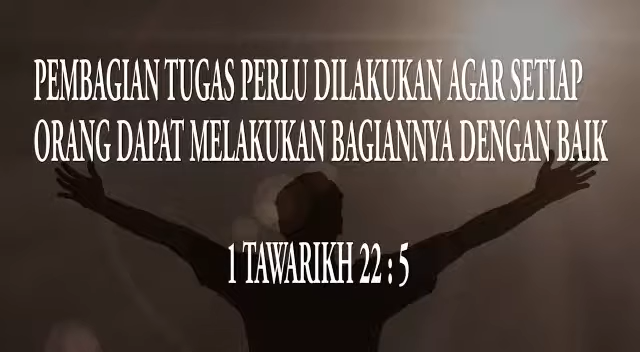 PEMBAGIAN TUGAS PERLU DILAKUKAN AGAR SETIAP
ORANG DAPAT MELAKUKAN BAGIANNYA DENGAN BAIK
1 TAWARIKH 22 : 5